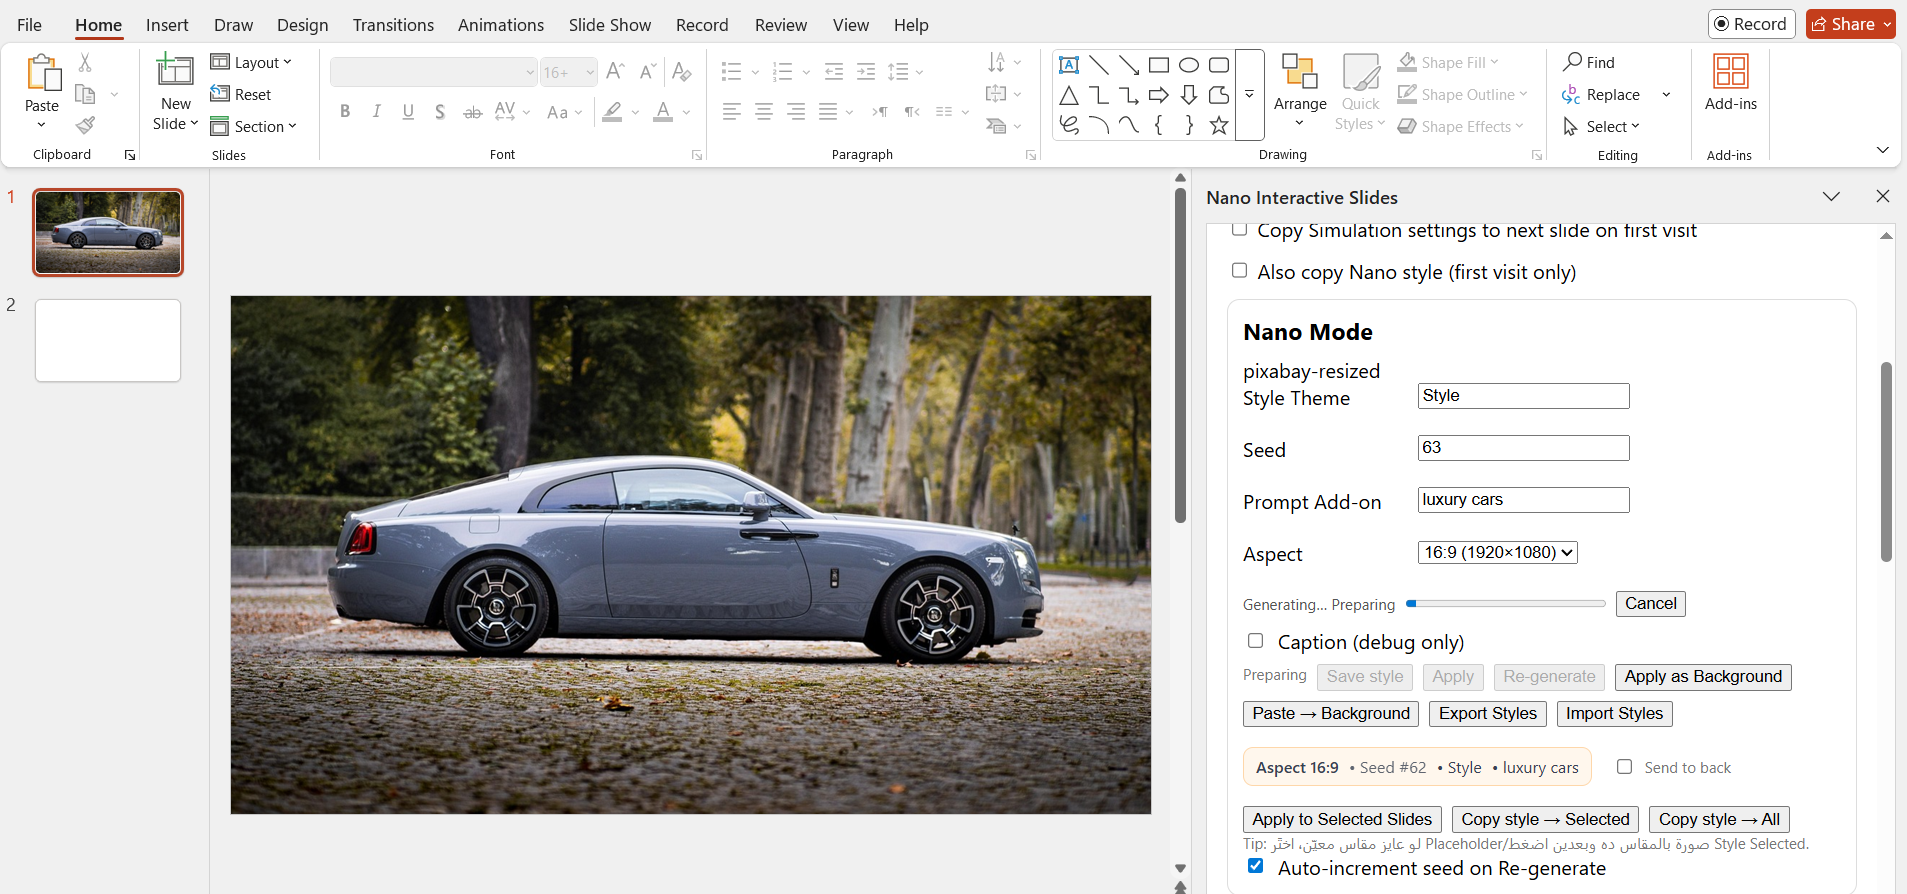 File Home Insert Draw Design Transitions Animations Slide Show Record Review View Help Record Share
Paste
Clipboard
New Slide
Layout
Reset
Section
Slides
16+
B I U S ab AV Aa A
Font
Paragraph
Arrange
Quick Styles
Shape Fill
Shape Outline
Shape Effects
Drawing
Find
Replace
Select
Editing
Add-ins
Add-ins
1
2
Nano Interactive Slides
Copy Simulation settings to next slide on first visit
Also copy Nano style (first visit only)
Nano Mode
pixabay-resized
Style Theme Style
Seed 63
Prompt Add-on luxury cars
Aspect 16:9 (1920×1080)
Generating... Preparing Cancel
Caption (debug only)
Preparing Save style Apply Re-generate Apply as Background
Paste → Background Export Styles Import Styles
Aspect 16:9 • Seed #62 • Style • luxury cars Send to back
Apply to Selected Slides Copy style → Selected Copy style → All
Tip: لو عايز مقاس معيّن، اختَر Placeholder/صورة بالمقاس ده وبعدين اضغط Style Selected.
Auto-increment seed on Re-generate